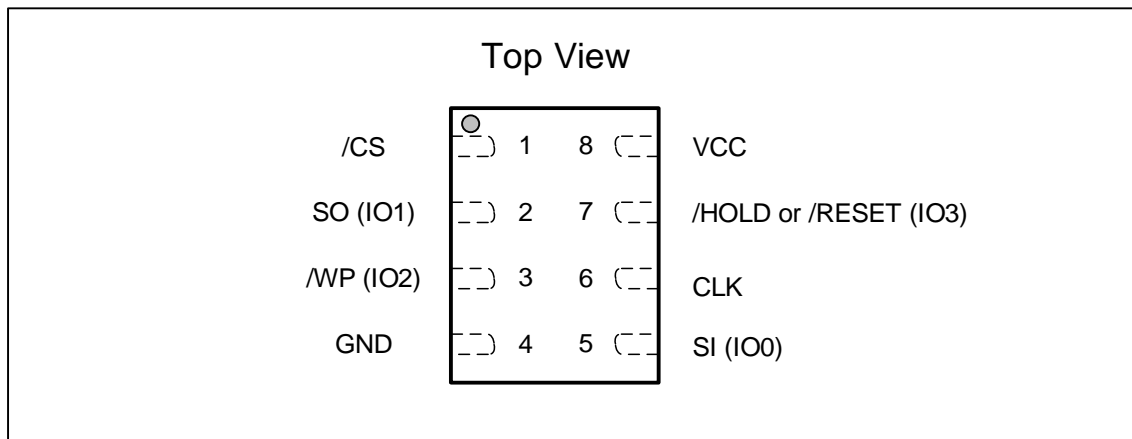 Top View
/CS 1 8 VCC
SO (IO1) 2 7 /HOLD or /RESET (IO3)
/WP (IO2) 3 6 CLK
GND 4 5 SI (IO0)